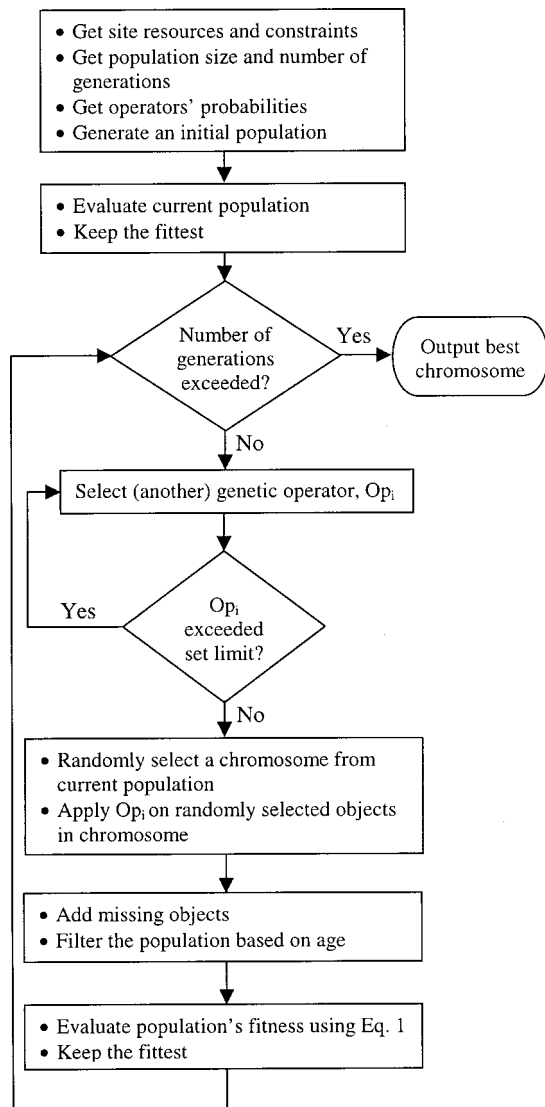 • Get site resources and constraints
• Get population size and number of
generations
• Get operators' probabilities
• Generate an initial population
• Evaluate current population
• Keep the fittest
Number of
generations
exceeded?
Yes
Output best
chromosome
No
Select (another) genetic operator, Opi
Yes
Opi
exceeded
set limit?
No
• Randomly select a chromosome from
current population
• Apply Opi on randomly selected objects
in chromosome
• Add missing objects
• Filter the population based on age
• Evaluate population's fitness using Eq. 1
• Keep the fittest